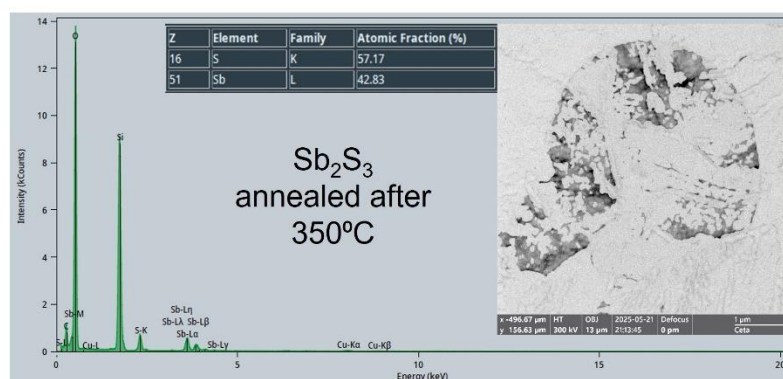 14
12
10
8
6
4
2
0
Intensity (kCounts)
O
Si
Sb-M
C
S-L
Cu-L
S-K
Sb-Lη
Sb-Lλ Sb-Lβ
Sb-Lα
Sb-Lγ
Cu-Kα
Cu-Kβ
0 5 10 15 20
Energy (keV)
Z Element Family Atomic Fraction (%)
16 S K 57.17
51 Sb L 42.83
Sb₂S₃
annealed after
350ºC
x -496.67 µm HT OBJ 2025-05-21 Defocus 1 µm
y 156.63 µm 300 kV 13 µm 21:13:45 0 pm Ceta